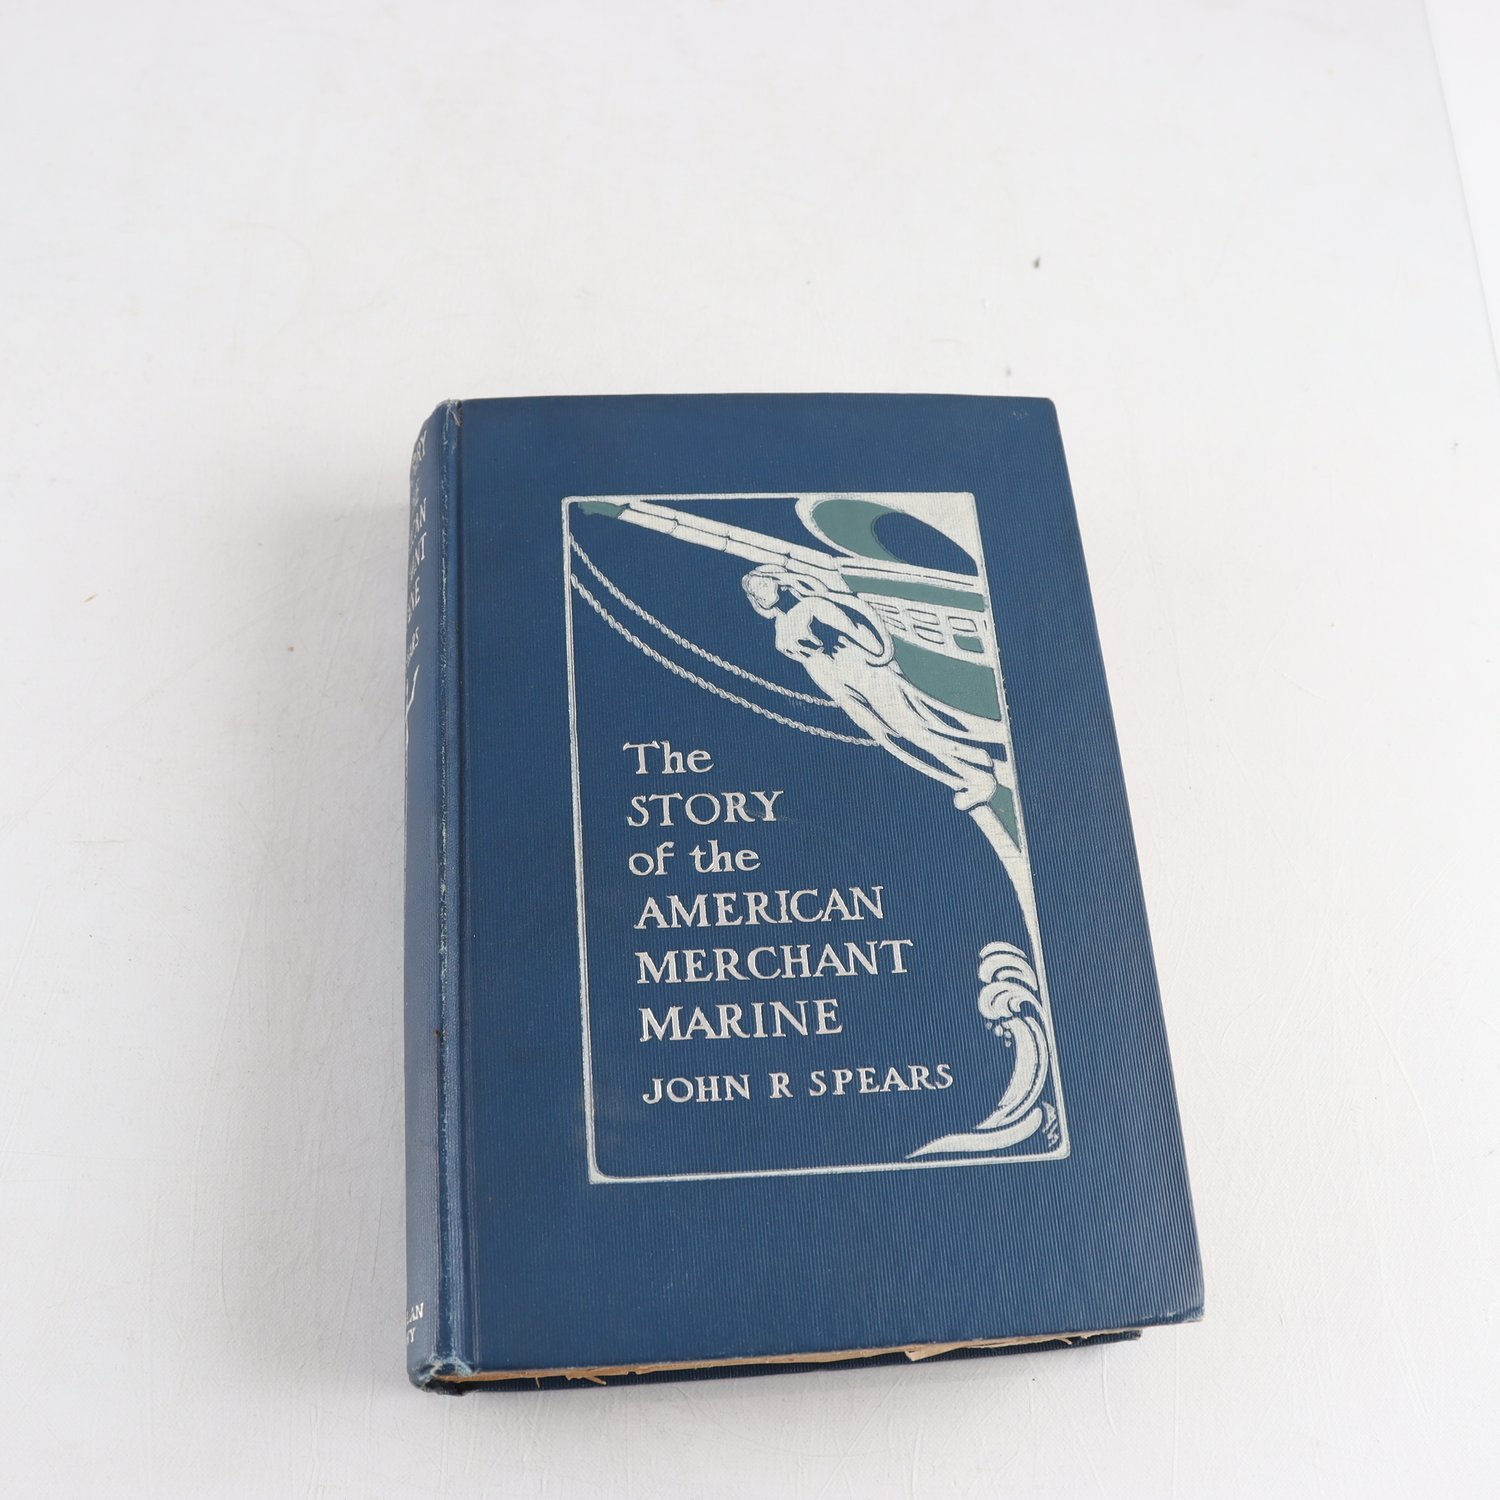 The
STORY
of the
AMERICAN
MERCHANT
MARINE
JOHN R SPEARS